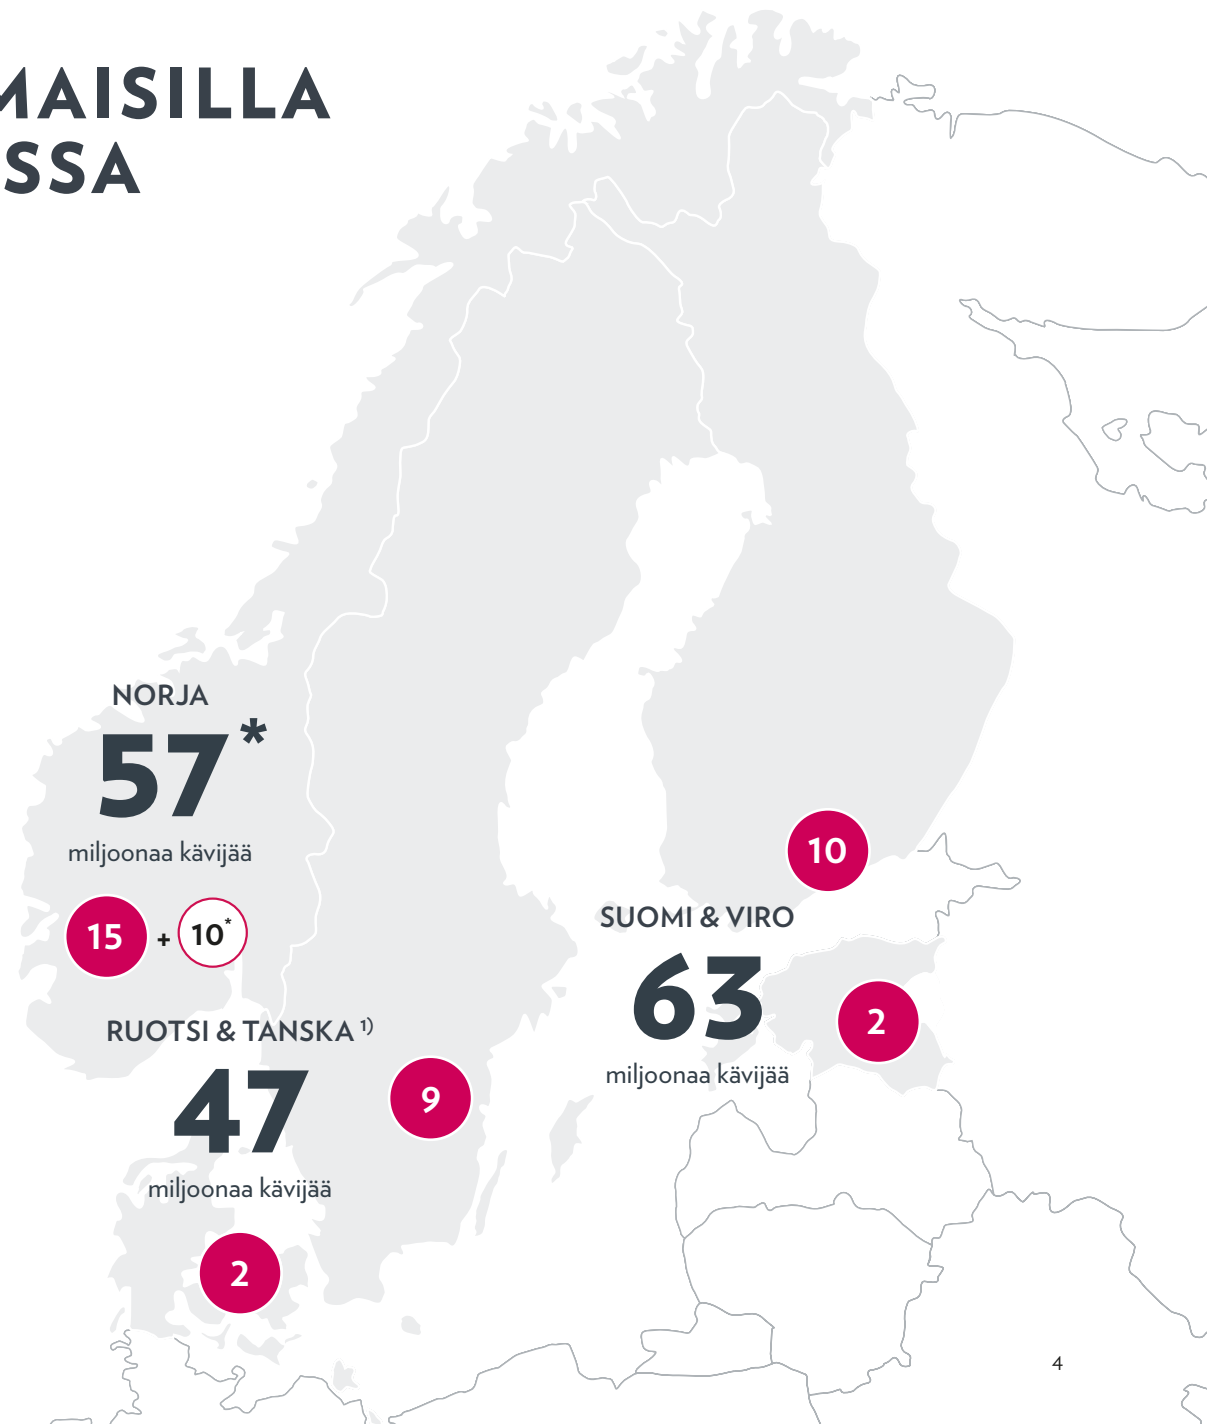 MAISILLA
SSA
NORJA
57*
miljoonaa kävijää
15 + 10*
10
SUOMI & VIRO
63
miljoonaa kävijää
2
RUOTSI & TANSKA 1)
47
miljoonaa kävijää
9
2
4